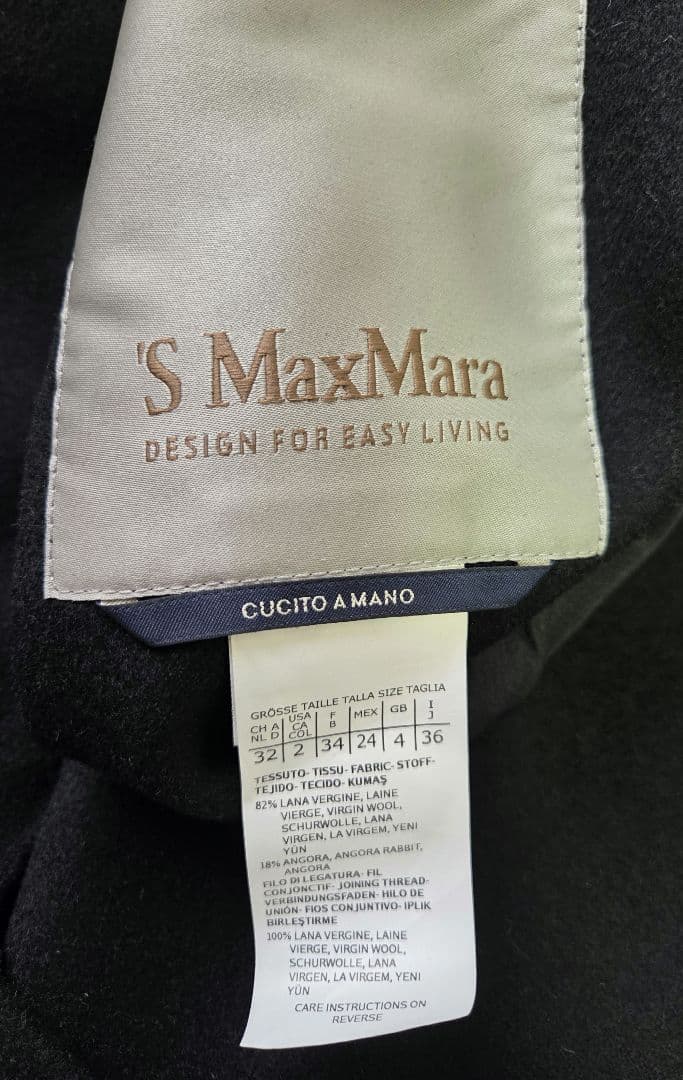 'S MaxMara
DESIGN FOR EASY LIVING
CUCITO A MANO
GRÖSSE TAILLE TALLA SIZE TAGLIA
CH A NL D USA CA COL F B MEX GB I J
32 2 34 24 4 36
TESSUTO- TISSU- FABRIC- STOFF-
TEJIDO- TECIDO- KUMAŞ
82% LANA VERGINE, LAINE
VIERGE, VIRGIN WOOL,
SCHURWOLLE, LANA
VIRGEN, LA VIRGEM, YENI
YÜN
18% ANGORA, ANGORA RABBIT,
ANGORA
FILO DI LEGATURA- FIL
CONJONCTIF- JOINING THREAD-
VERBINDUNGSFADEN- HILO DE
UNIÓN- FIOS CONJUNTIVO- IPLIK
BIRLEŞTIRME
100% LANA VERGINE, LAINE
VIERGE, VIRGIN WOOL,
SCHURWOLLE, LANA
VIRGEN, LA VIRGEM, YENI
YÜN
CARE INSTRUCTIONS ON
REVERSE